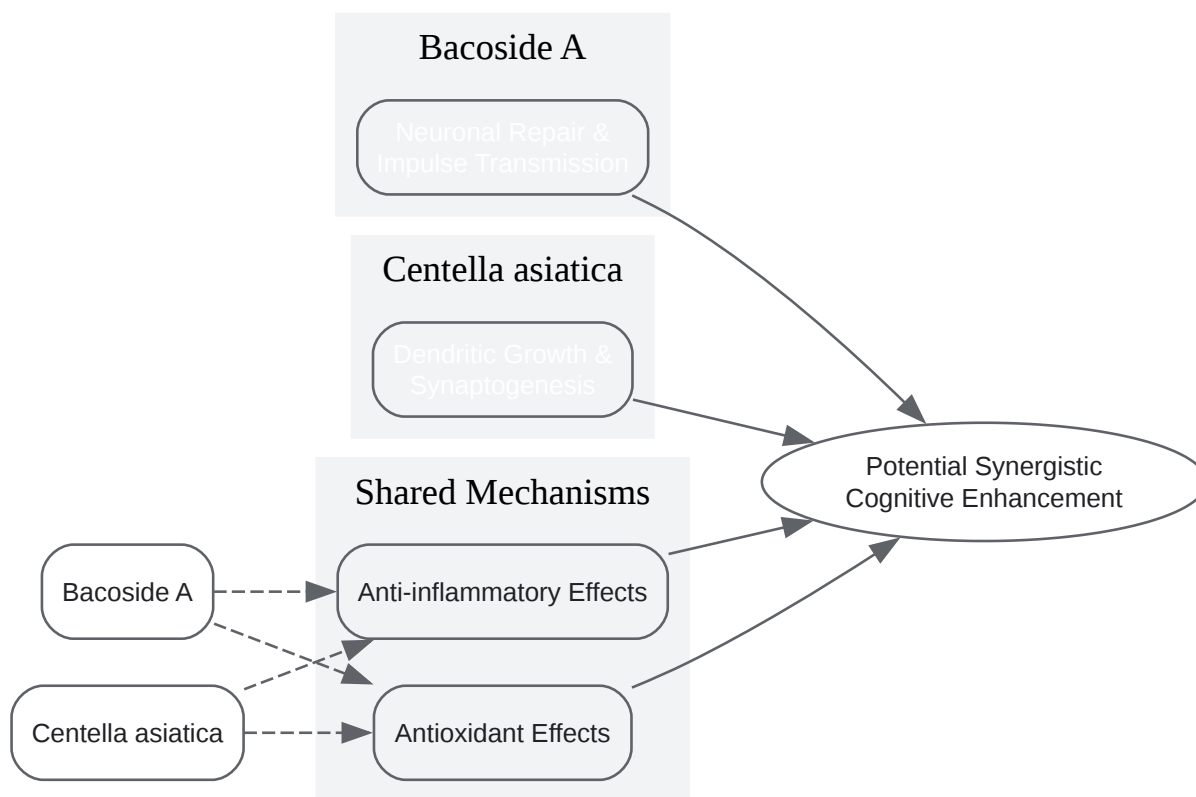 Bacoside A
Neuronal Repair &
Impulse Transmission
Centella asiatica
Dendritic Growth &
Synaptogenesis
Potential Synergistic
Cognitive Enhancement
Shared Mechanisms
Bacoside A
Anti-inflammatory Effects
Centella asiatica
Antioxidant Effects